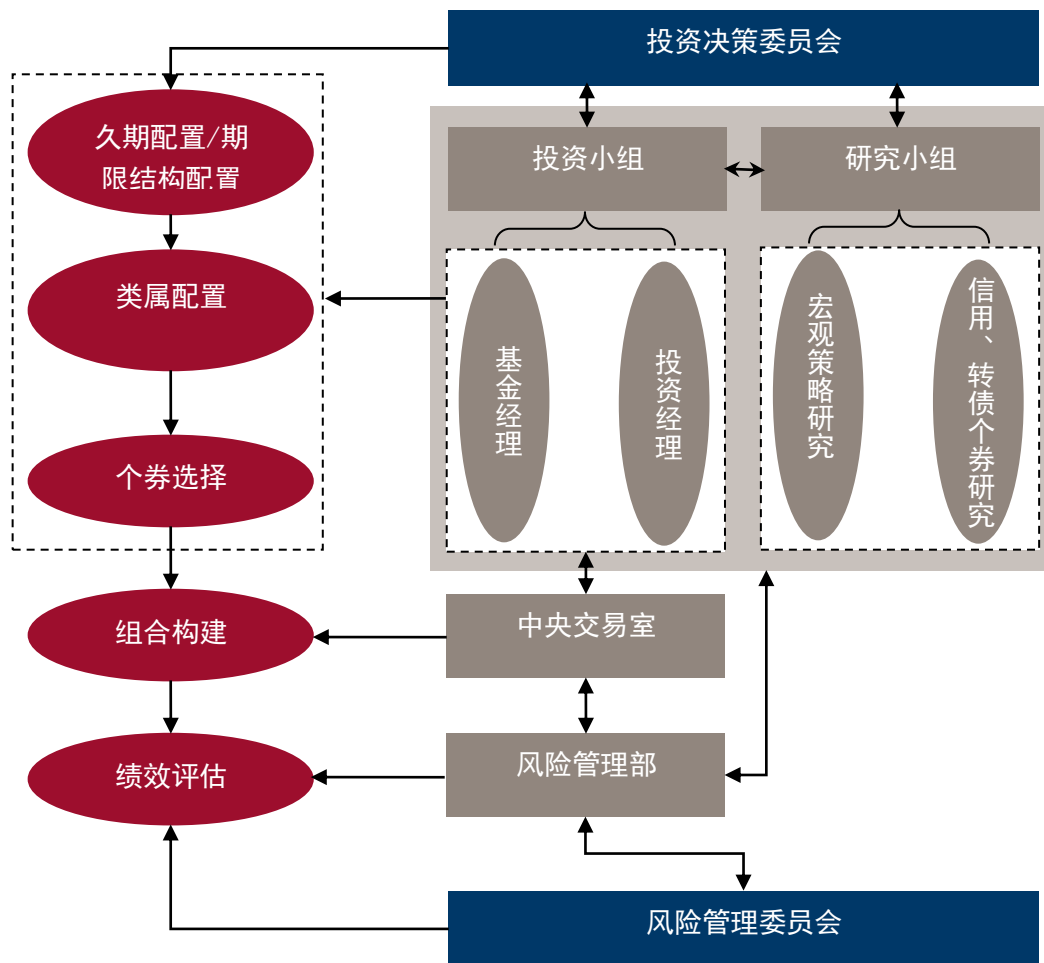 投资决策委员会
久期配置/期
限结构配置
投资小组
研究小组
类属配置
基金经理
投资经理
宏观策略研究
信用、转债个券研究
个券选择
组合构建
中央交易室
绩效评估
风险管理部
风险管理委员会